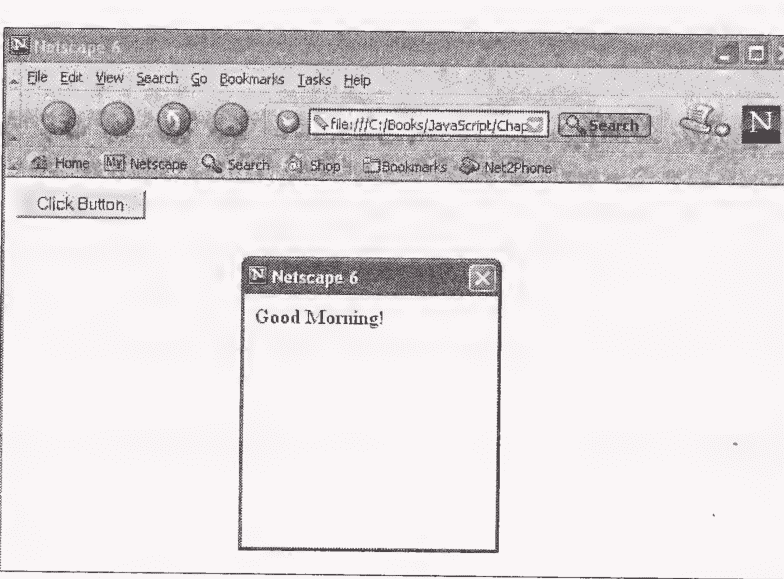 N Netscape 6
File Edit View Search Go Bookmarks Tasks Help
file:///C:/Books/JavaScript/Chap Search N
Home My Netscape Search Shop Bookmarks Net2Phone
Click Button
N Netscape 6
Good Morning!